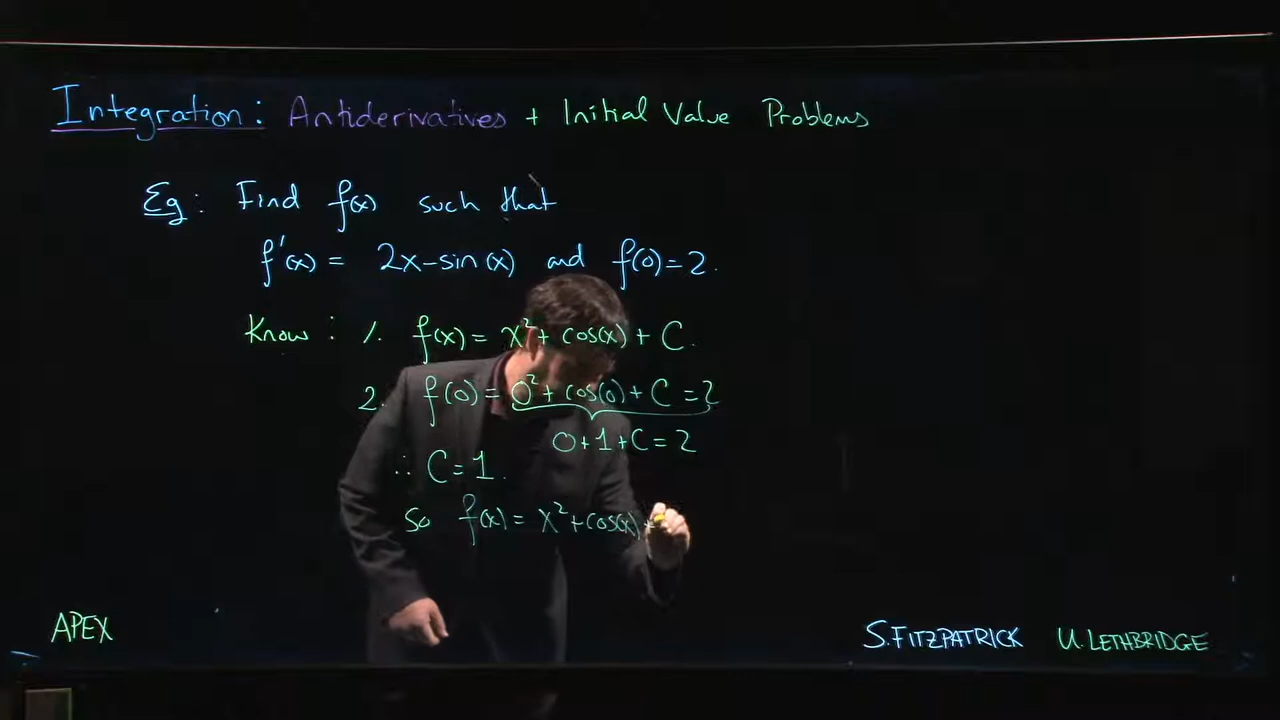 Integration: Antiderivatives + Initial Value Problems
Eg: Find f(x) such that
f'(x) = 2x-sin(x) and f(0)=2.
Know: 1. f(x) = x²+ cos(x) + C.
2. f(0) = 0²+ cos(0) + C = 2
0+1+C=2
∴ C=1.
So f(x) = x²+cos(x) +
APEX
S.FITZPATRICK U.LETHBRIDGE